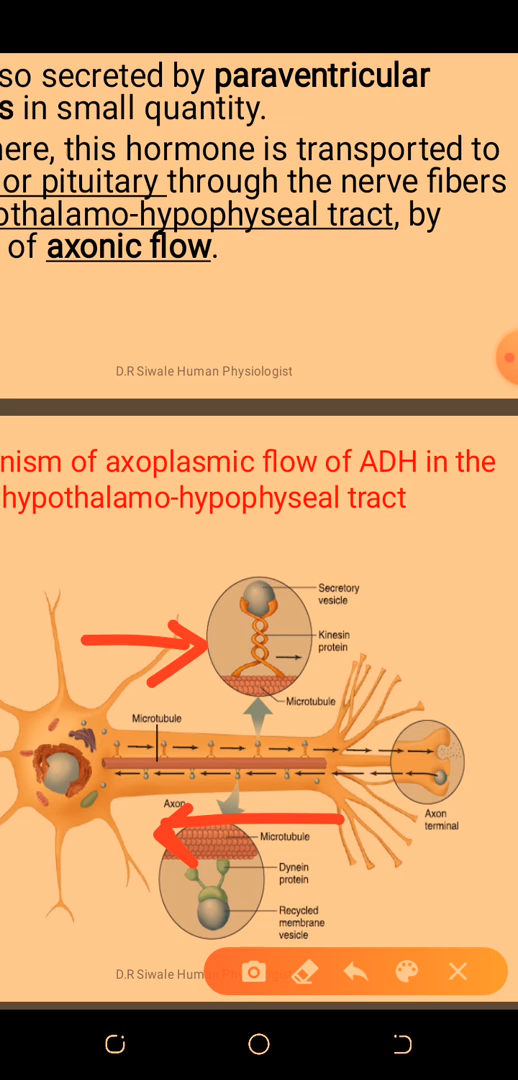 so secreted by paraventricular
s in small quantity.
ere, this hormone is transported to
or pituitary through the nerve fibers
othalamo-hypophyseal tract, by
of axonic flow.
D.R Siwale Human Physiologist
nism of axoplasmic flow of ADH in the
hypothalamo-hypophyseal tract
Secretory
vesicle
Kinesin
protein
Microtubule
Microtubule
Axon
Axon
terminal
Microtubule
Dynein
protein
Recycled
membrane
vesicle
D.R Siwale Hum